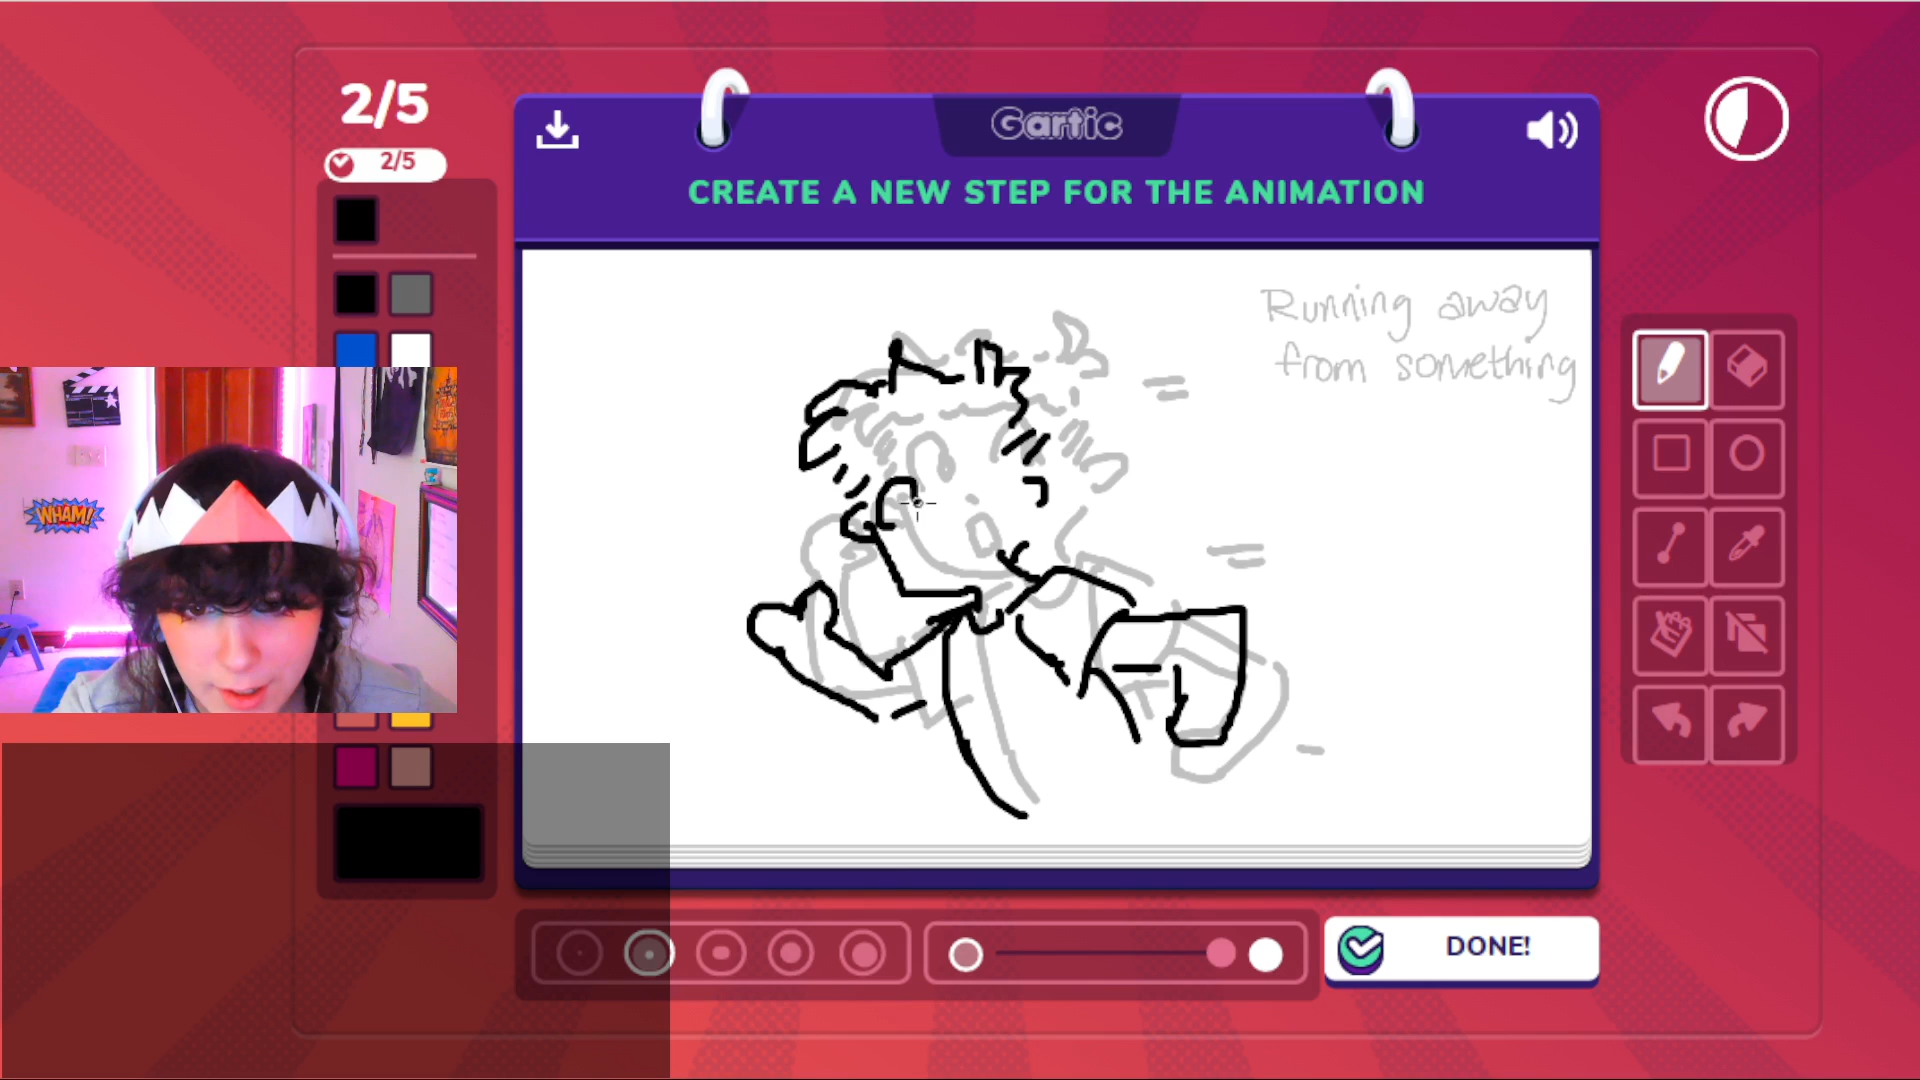 2/5
2/5
Gartic
CREATE A NEW STEP FOR THE ANIMATION
Running away
from something
WHAM!
DONE!